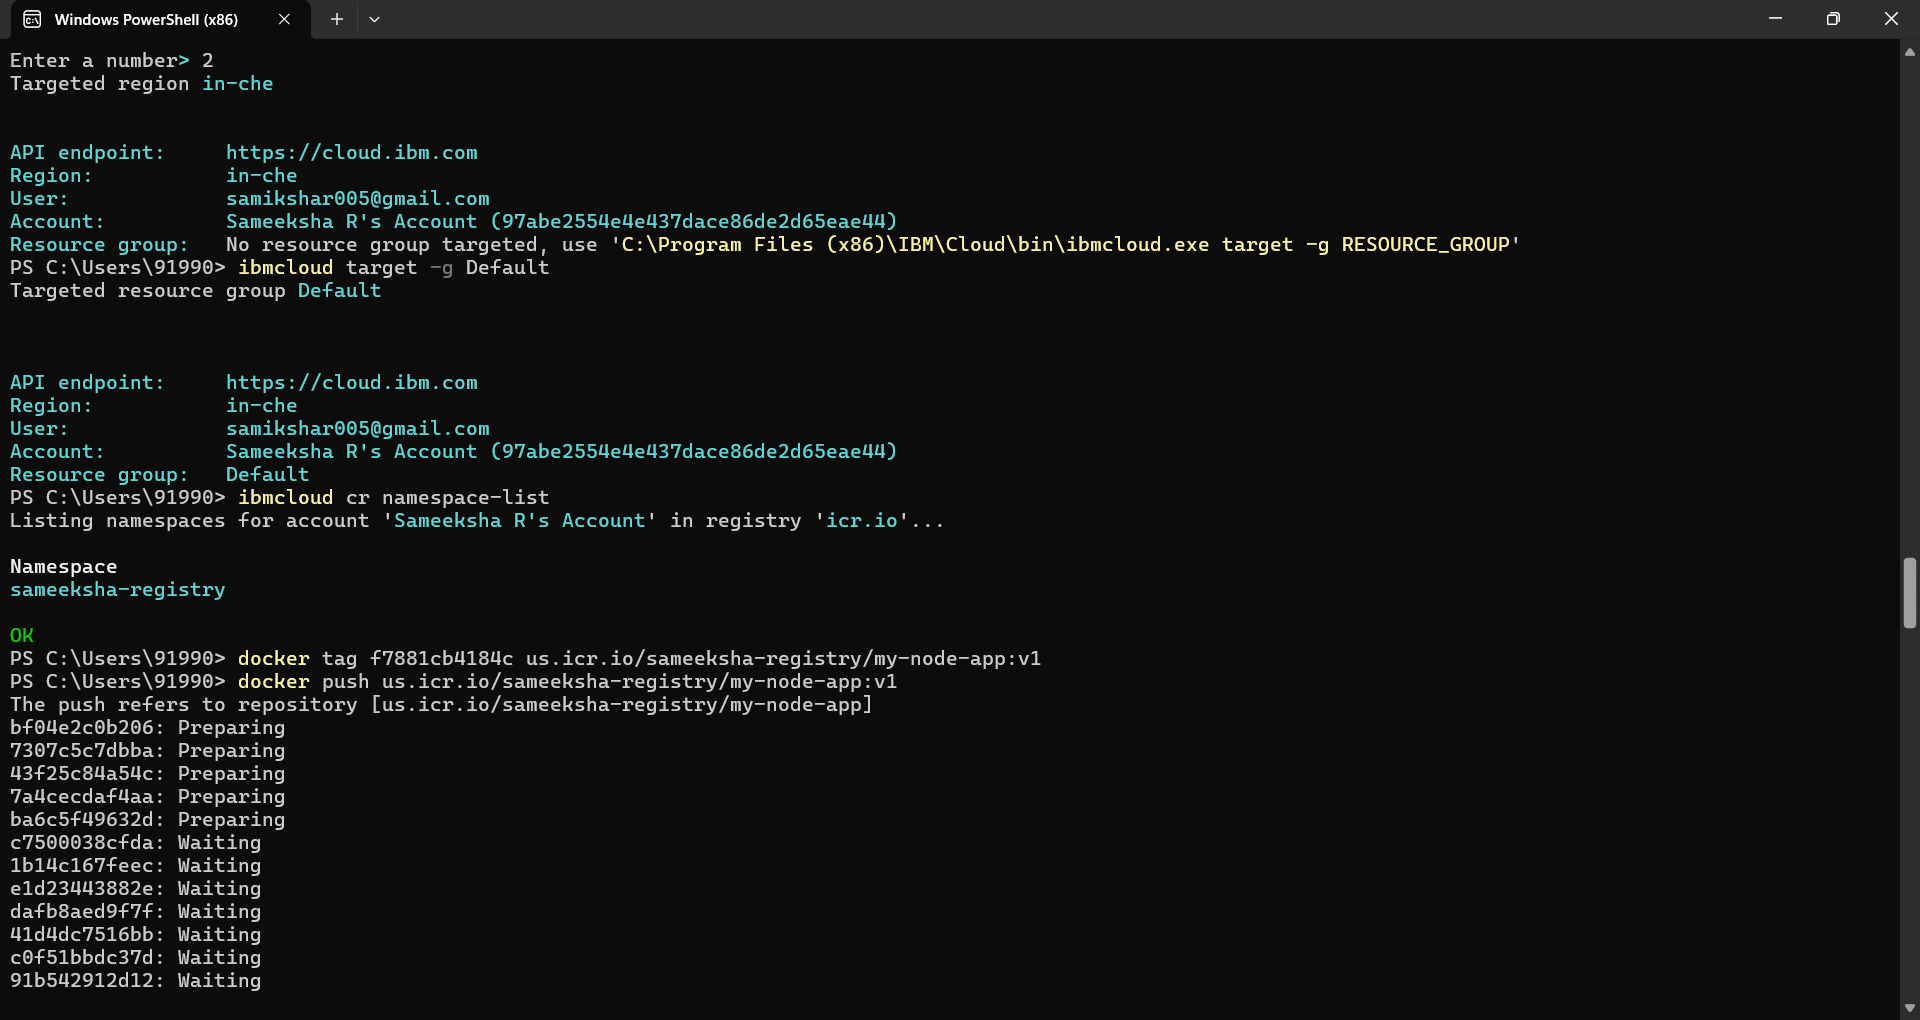 Windows PowerShell (x86)
Enter a number> 2
Targeted region in-che
API endpoint: https://cloud.ibm.com
Region: in-che
User: samikshar005@gmail.com
Account: Sameeksha R's Account (97abe2554e4e437dace86de2d65eae44)
Resource group: No resource group targeted, use 'C:\Program Files (x86)\IBM\Cloud\bin\ibmcloud.exe target -g RESOURCE_GROUP'
PS C:\Users\91990> ibmcloud target -g Default
Targeted resource group Default
API endpoint: https://cloud.ibm.com
Region: in-che
User: samikshar005@gmail.com
Account: Sameeksha R's Account (97abe2554e4e437dace86de2d65eae44)
Resource group: Default
PS C:\Users\91990> ibmcloud cr namespace-list
Listing namespaces for account 'Sameeksha R's Account' in registry 'icr.io'...
Namespace
sameeksha-registry
OK
PS C:\Users\91990> docker tag f7881cb4184c us.icr.io/sameeksha-registry/my-node-app:v1
PS C:\Users\91990> docker push us.icr.io/sameeksha-registry/my-node-app:v1
The push refers to repository [us.icr.io/sameeksha-registry/my-node-app]
bf04e2c0b206: Preparing
7307c5c7dbba: Preparing
43f25c84a54c: Preparing
7a4cecdaf4aa: Preparing
ba6c5f49632d: Preparing
c7500038cfda: Waiting
1b14c167feec: Waiting
e1d23443882e: Waiting
dafb8aed9f7f: Waiting
41d4dc7516bb: Waiting
c0f51bbdc37d: Waiting
91b542912d12: Waiting